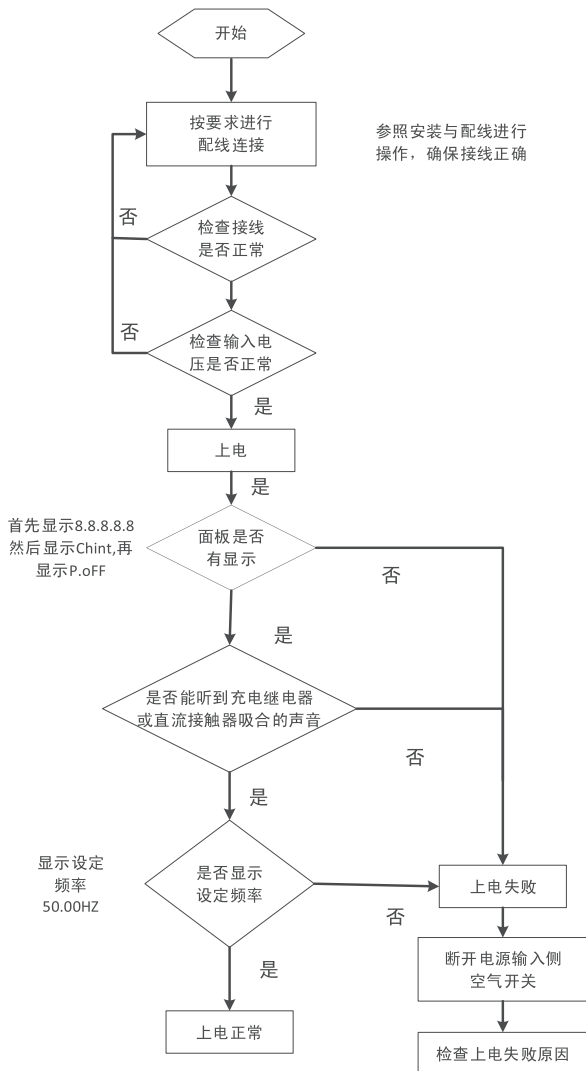 开始
按要求进行
配线连接
参照安装与配线进行
操作，确保接线正确
否
检查接线
是否正常
否
检查输入电
压是否正常
是
上电
是
首先显示8.8.8.8.8
然后显示Chint,再
显示P.oFF
面板是否
有显示
否
是
是否能听到充电继电器
或直流接触器吸合的声音
否
是
显示设定
频率
50.00HZ
是否显示
设定频率
上电失败
否
断开电源输入侧
空气开关
是
上电正常
检查上电失败原因